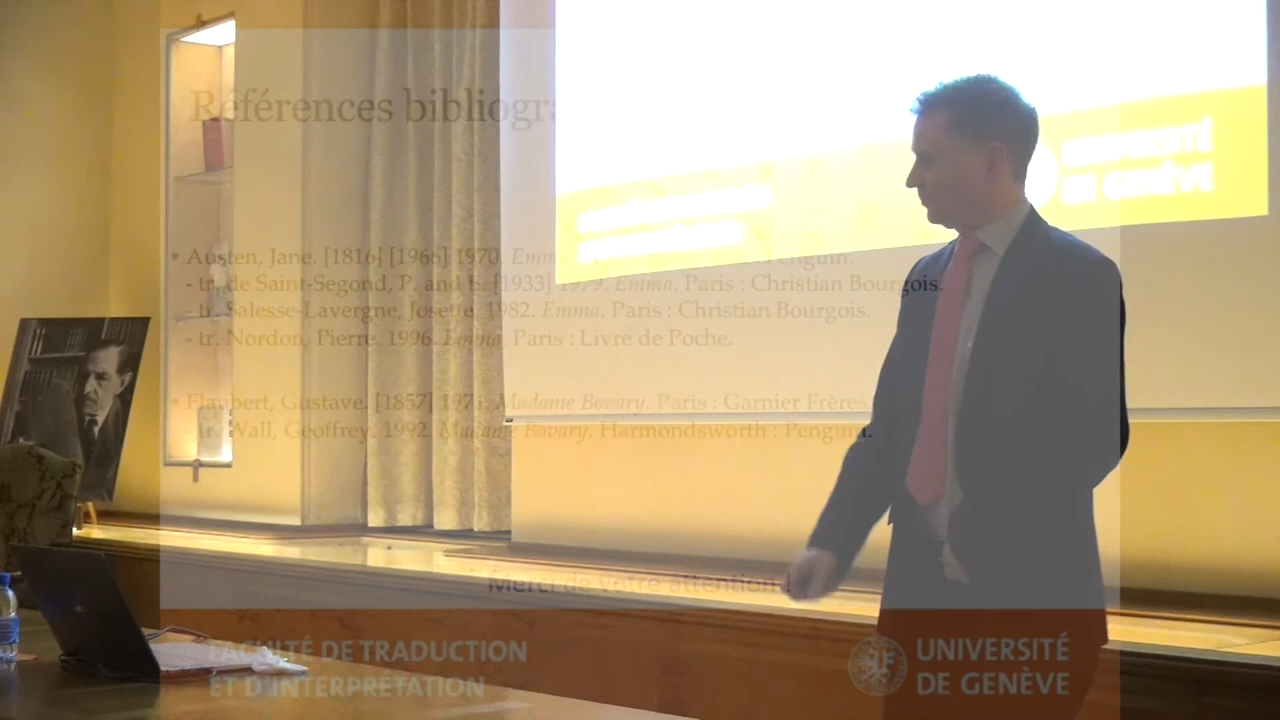 Références bibliogra
• Austen, Jane. [1816] [1966] 1970. Emma. Penguin.
- tr. de Saint-Segond, P. and E. [1933] 1979. Emma. Paris : Christian Bourgois.
- tr. Salesse-Lavergne, Josette. 1982. Emma. Paris : Christian Bourgois.
- tr. Nordon, Pierre. 1996. Emma. Paris : Livre de Poche.
• Flaubert, Gustave. [1857] 1971. Madame Bovary. Paris : Garnier Frères
- tr. Wall, Geoffrey. 1992. Madame Bovary. Harmondsworth : Penguin.
Merci de votre attention !
FACULTÉ DE TRADUCTION
ET D'INTERPRÉTATION
UNIVERSITÉ
DE GENÈVE
UNIVERSITÉ
DE GENÈVE